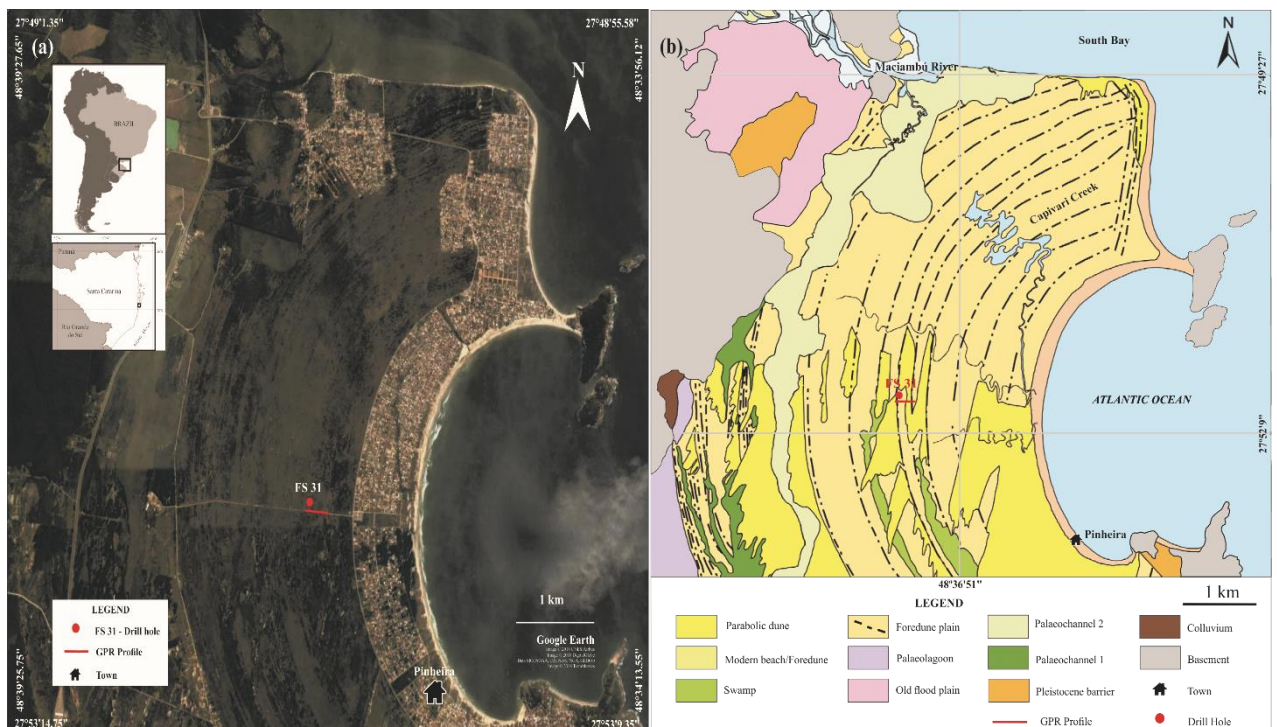 27°49'1.35"
27°48'55.58"
48°39'27.65"
48°33'56.12"
(a)
N
BRAZIL
Paraná
Santa Catarina
Rio Grande
do Sul
FS 31
1 km
Google Earth
Pinheira
LEGEND
FS 31 - Drill hole
GPR Profile
Town
48°39'25.75"
48°34'13.55"
27°53'14.75"
27°53'9.35"
(b)
South Bay
N
Maciambú River
27°49'27"
Capivari Creek
FS 31
ATLANTIC OCEAN
27°52'9"
Pinheira
48°36'51"
1 km
LEGEND
Parabolic dune
Foredune plain
Palaeochannel 2
Colluvium
Modern beach/Foredune
Palaeolagoon
Palaeochannel 1
Basement
Swamp
Old flood plain
Pleistocene barrier
Town
GPR Profile
Drill Hole